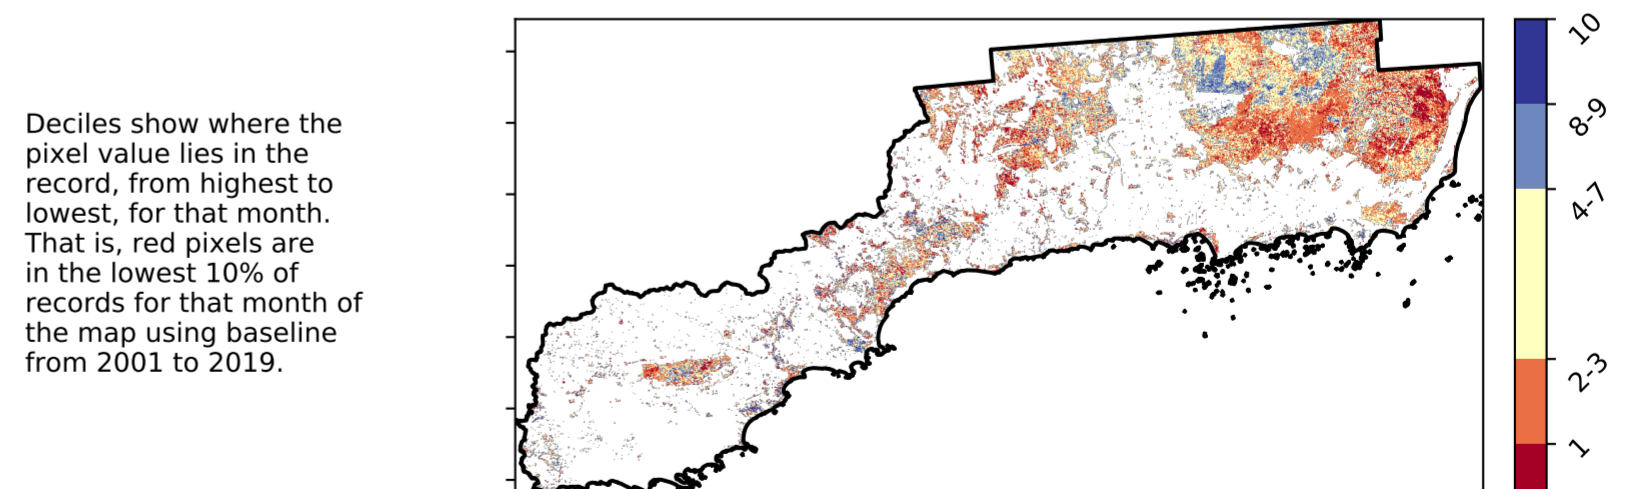 Deciles show where the
pixel value lies in the
record, from highest to
lowest, for that month.
That is, red pixels are
in the lowest 10% of
records for that month of
the map using baseline
from 2001 to 2019.
10
8-9
4-7
2-3
1